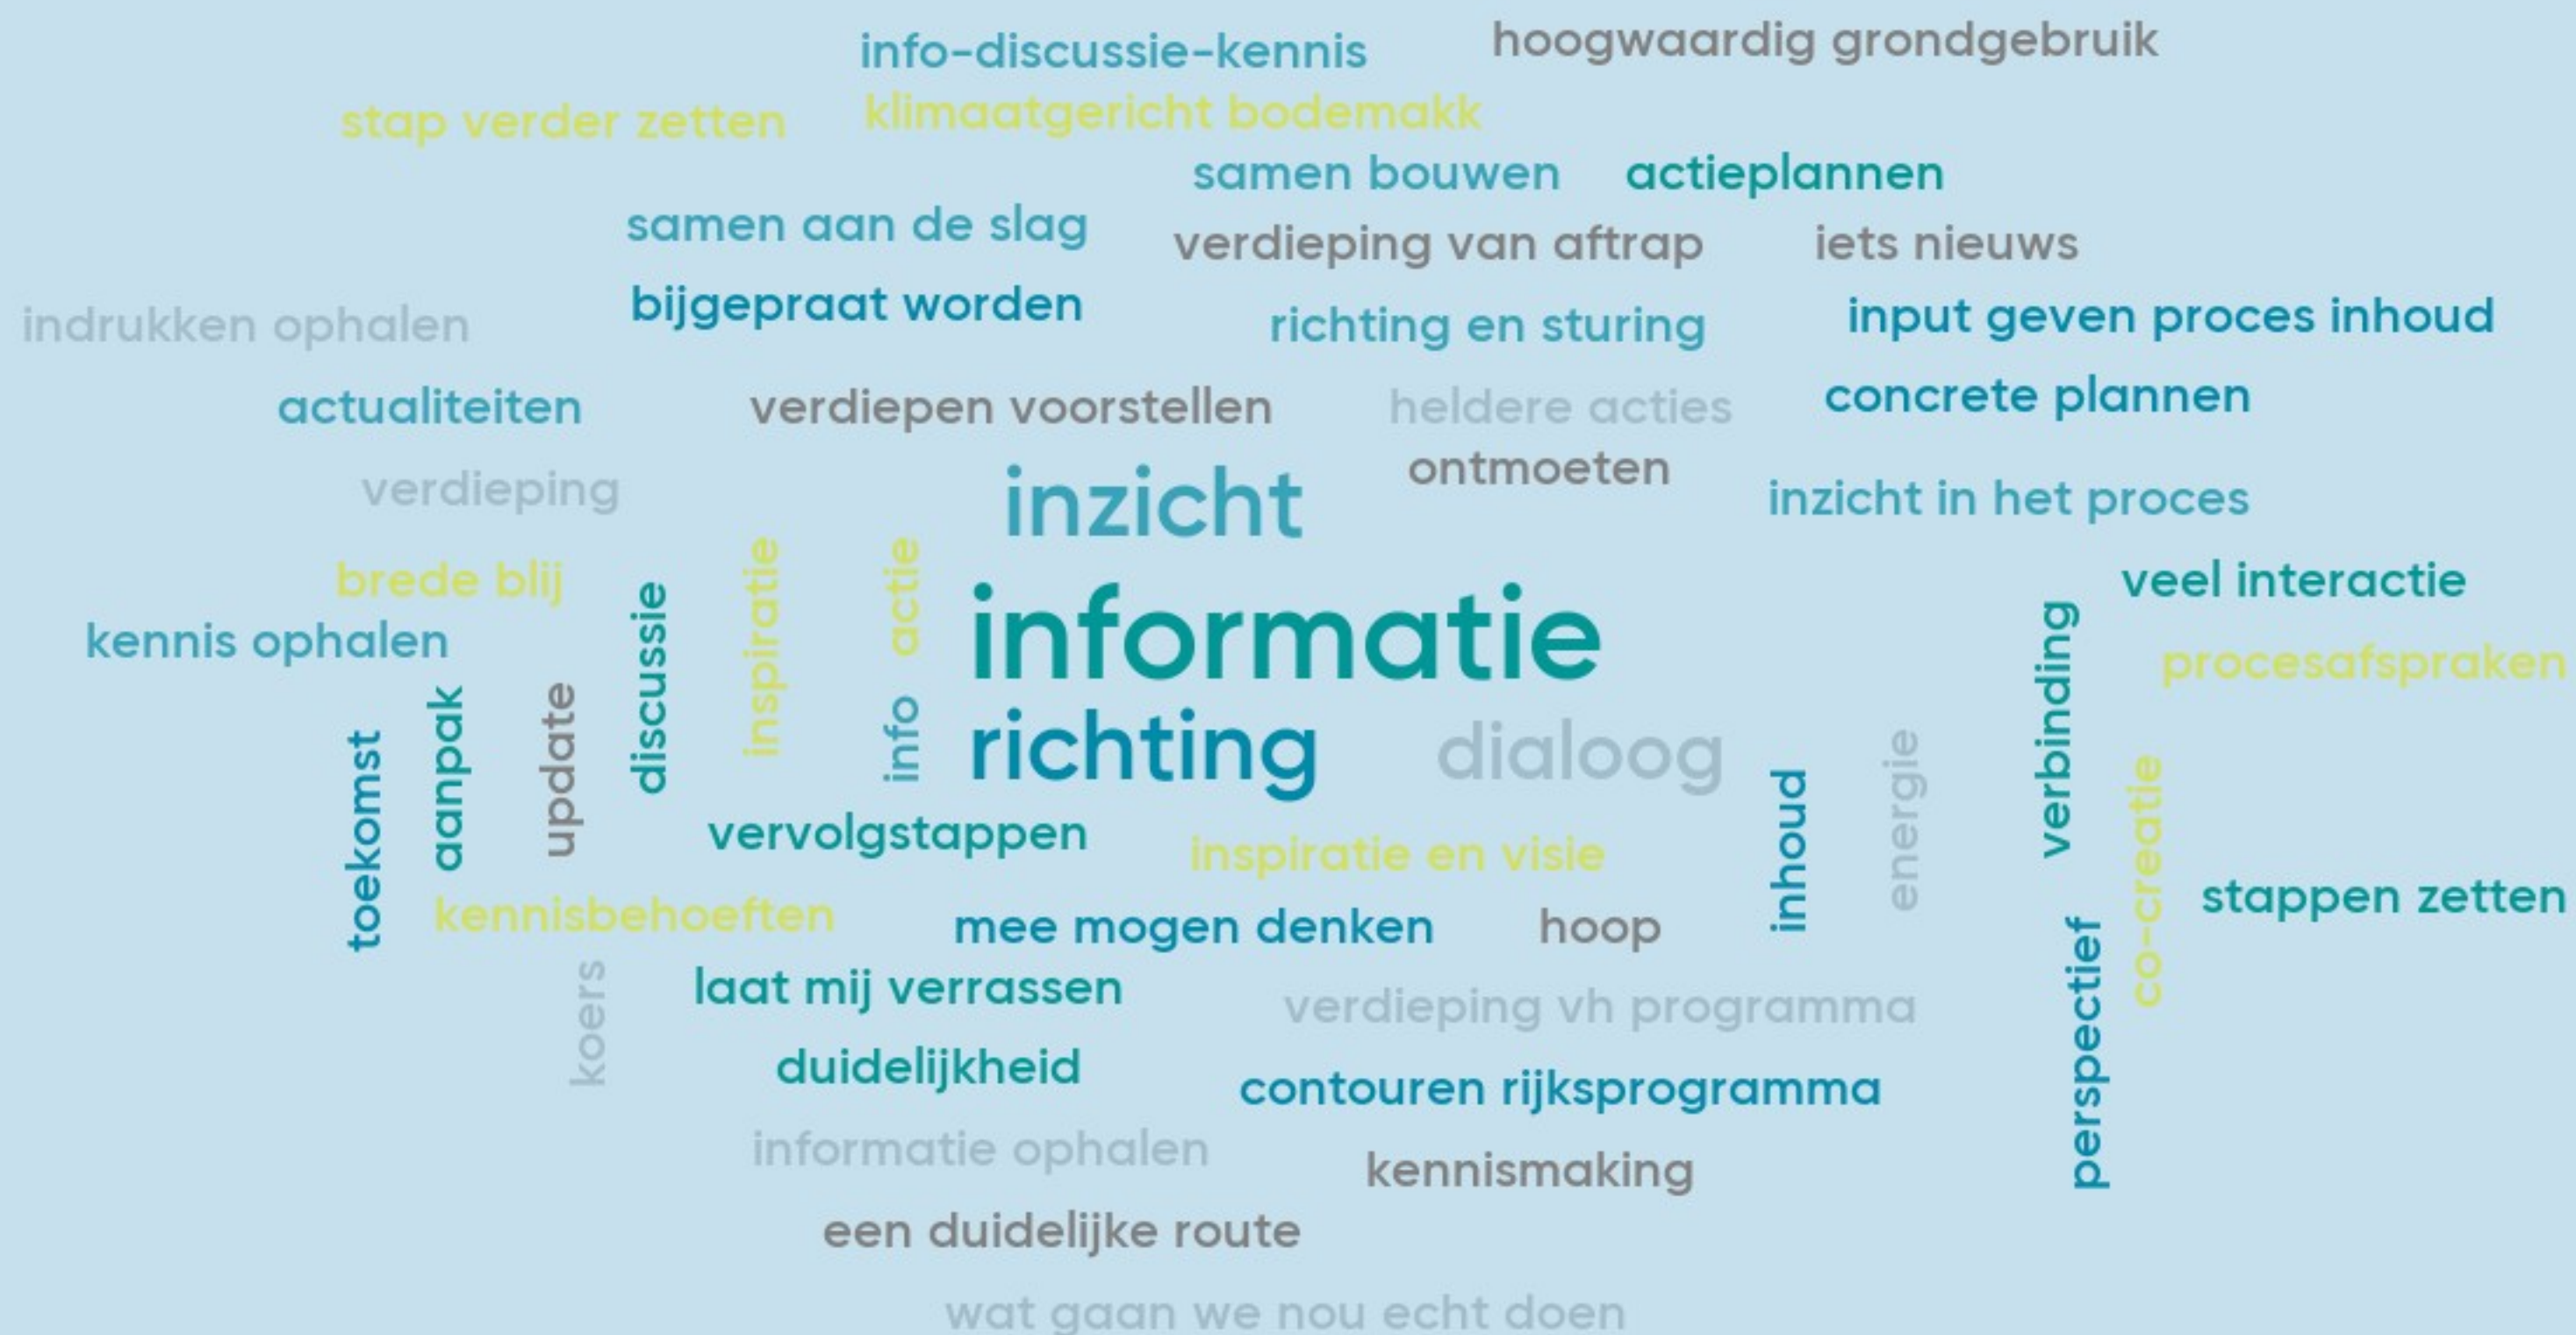 info-discussie-kennis
hoogwaardig grondgebruik
stap verder zetten
klimaatgericht bodemakk
samen bouwen
actieplannen
samen aan de slag
verdieping van aftrap
iets nieuws
indrukken ophalen
bijgepraat worden
richting en sturing
input geven proces inhoud
actualiteiten
verdiepen voorstellen
heldere acties
concrete plannen
verdieping
inzicht
ontmoeten
inzicht in het proces
brede blij
discussie
inspiratie
actie
informatie
veel interactie
kennis ophalen
verbinding
procesafspraken
toekomst
aanpak
update
info
richting
dialoog
inhoud
energie
co-creatie
vervolgstappen
inspiratie en visie
stappen zetten
kennisbehoeften
mee mogen denken
hoop
koers
laat mij verrassen
verdieping vh programma
perspectief
duidelijkheid
contouren rijksprogramma
informatie ophalen
kennismaking
een duidelijke route
wat gaan we nou echt doen